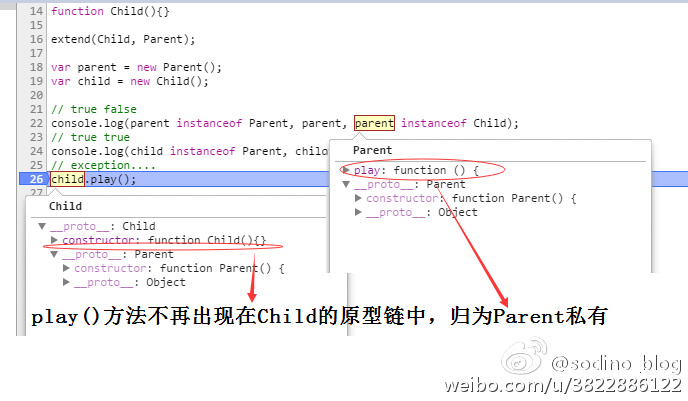 14 function Child(){}
15
16 extend(Child, Parent);
17
18 var parent = new Parent();
19 var child = new Child();
20
21 // true false
22 console.log(parent instanceof Parent, parent, parent instanceof Child);
23 // true true
24 console.log(child instanceof Parent, chil
25 // exception....
26 child.play();
27
Parent
play: function () {
__proto__: Parent
constructor: function Parent() {
__proto__: Object
Child
__proto__: Child
constructor: function Child(){}
__proto__: Parent
constructor: function Parent() {
__proto__: Object
play()方法不再出现在Child的原型链中，归为Parent私有
@sodino_blog
weibo.com/u/3822886122